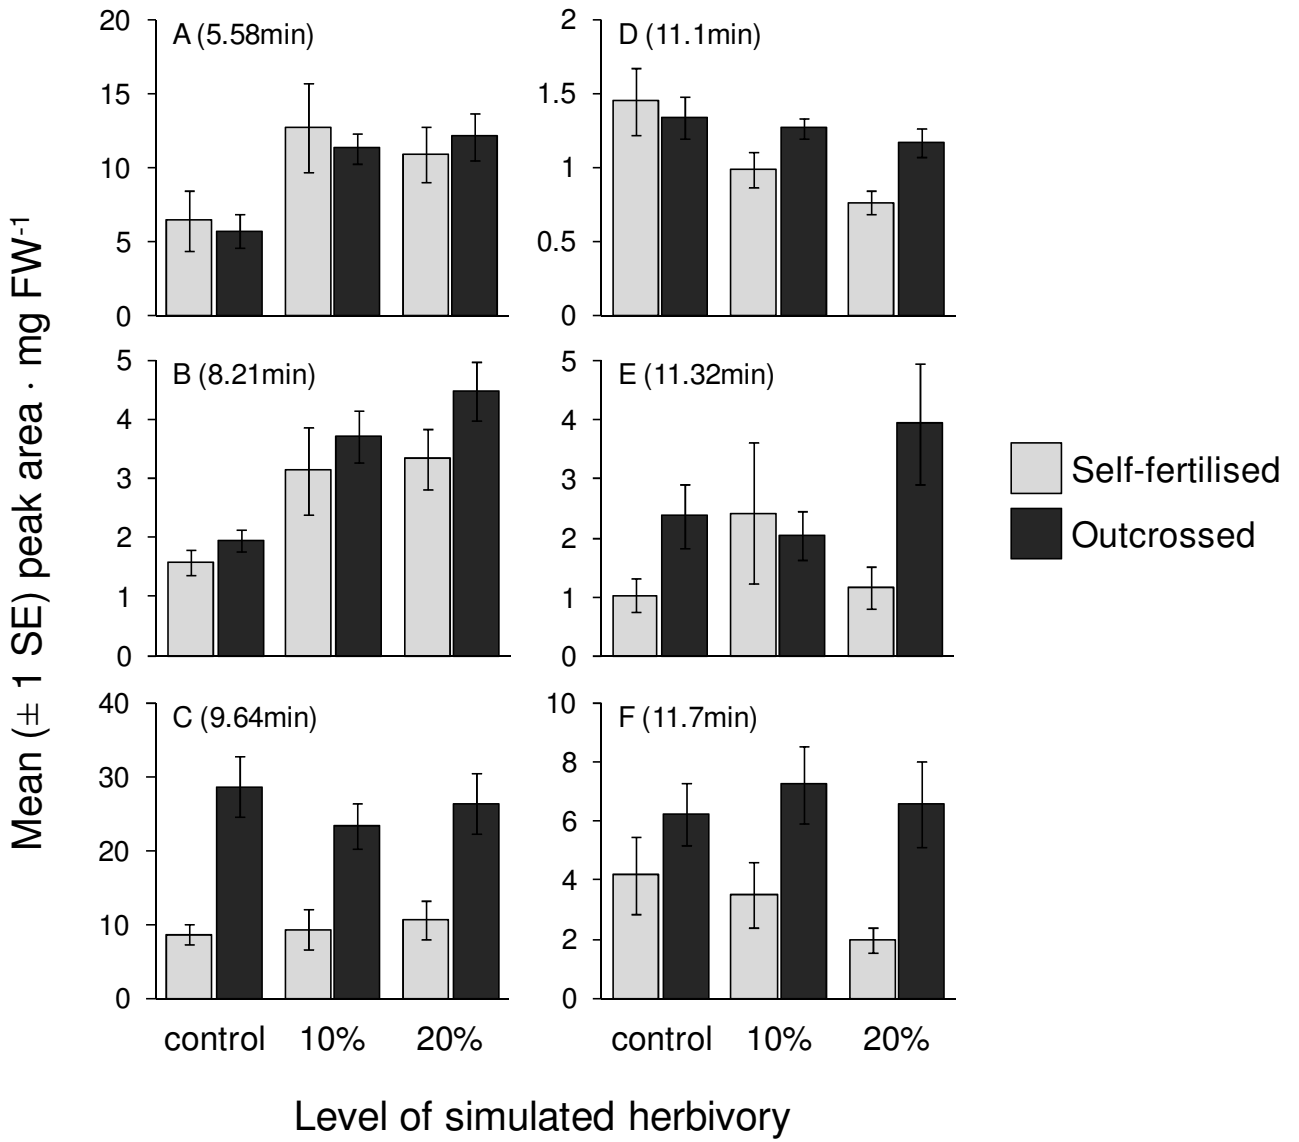 Mean (± 1 SE) peak area · mg FW-1
A (5.58min)
20
15
10
5
0
D (11.1min)
2
1.5
1
0.5
0
B (8.21min)
5
4
3
2
1
0
E (11.32min)
5
4
3
2
1
0
C (9.64min)
40
30
20
10
0
F (11.7min)
10
8
6
4
2
0
control 10% 20%
control 10% 20%
Level of simulated herbivory
Self-fertilised
Outcrossed